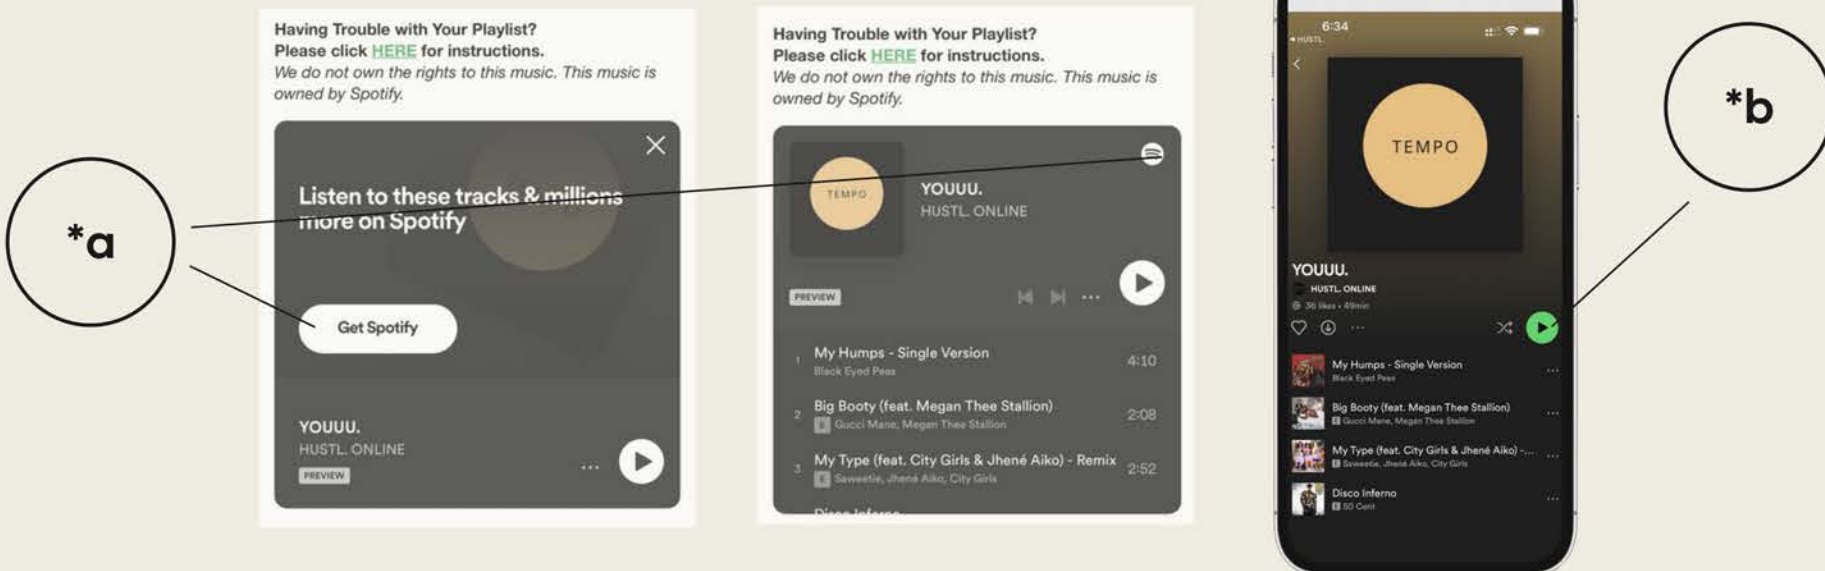 *a
Having Trouble with Your Playlist?
Please click HERE for instructions.
We do not own the rights to this music. This music is
owned by Spotify.
Listen to these tracks & millions
more on Spotify
Get Spotify
YOUUU.
HUSTL. ONLINE
PREVIEW
Having Trouble with Your Playlist?
Please click HERE for instructions.
We do not own the rights to this music. This music is
owned by Spotify.
TEMPO
YOUUU.
HUSTL. ONLINE
PREVIEW
1 My Humps - Single Version 4:10
Black Eyed Peas
2 Big Booty (feat. Megan Thee Stallion) 2:08
E Gucci Mane, Megan Thee Stallion
3 My Type (feat. City Girls & Jhené Aiko) - Remix 2:52
E Saweetie, Jhené Aiko, City Girls
Disco Inferno
6:34
HUSTL.
TEMPO
YOUUU.
HUSTL. ONLINE
36 likes • 49min
My Humps - Single Version
Black Eyed Peas
Big Booty (feat. Megan Thee Stallion)
E Gucci Mane, Megan Thee Stallion
My Type (feat. City Girls & Jhené Aiko) -...
E Saweetie, Jhené Aiko, City Girls
Disco Inferno
E 50 Cent
*b